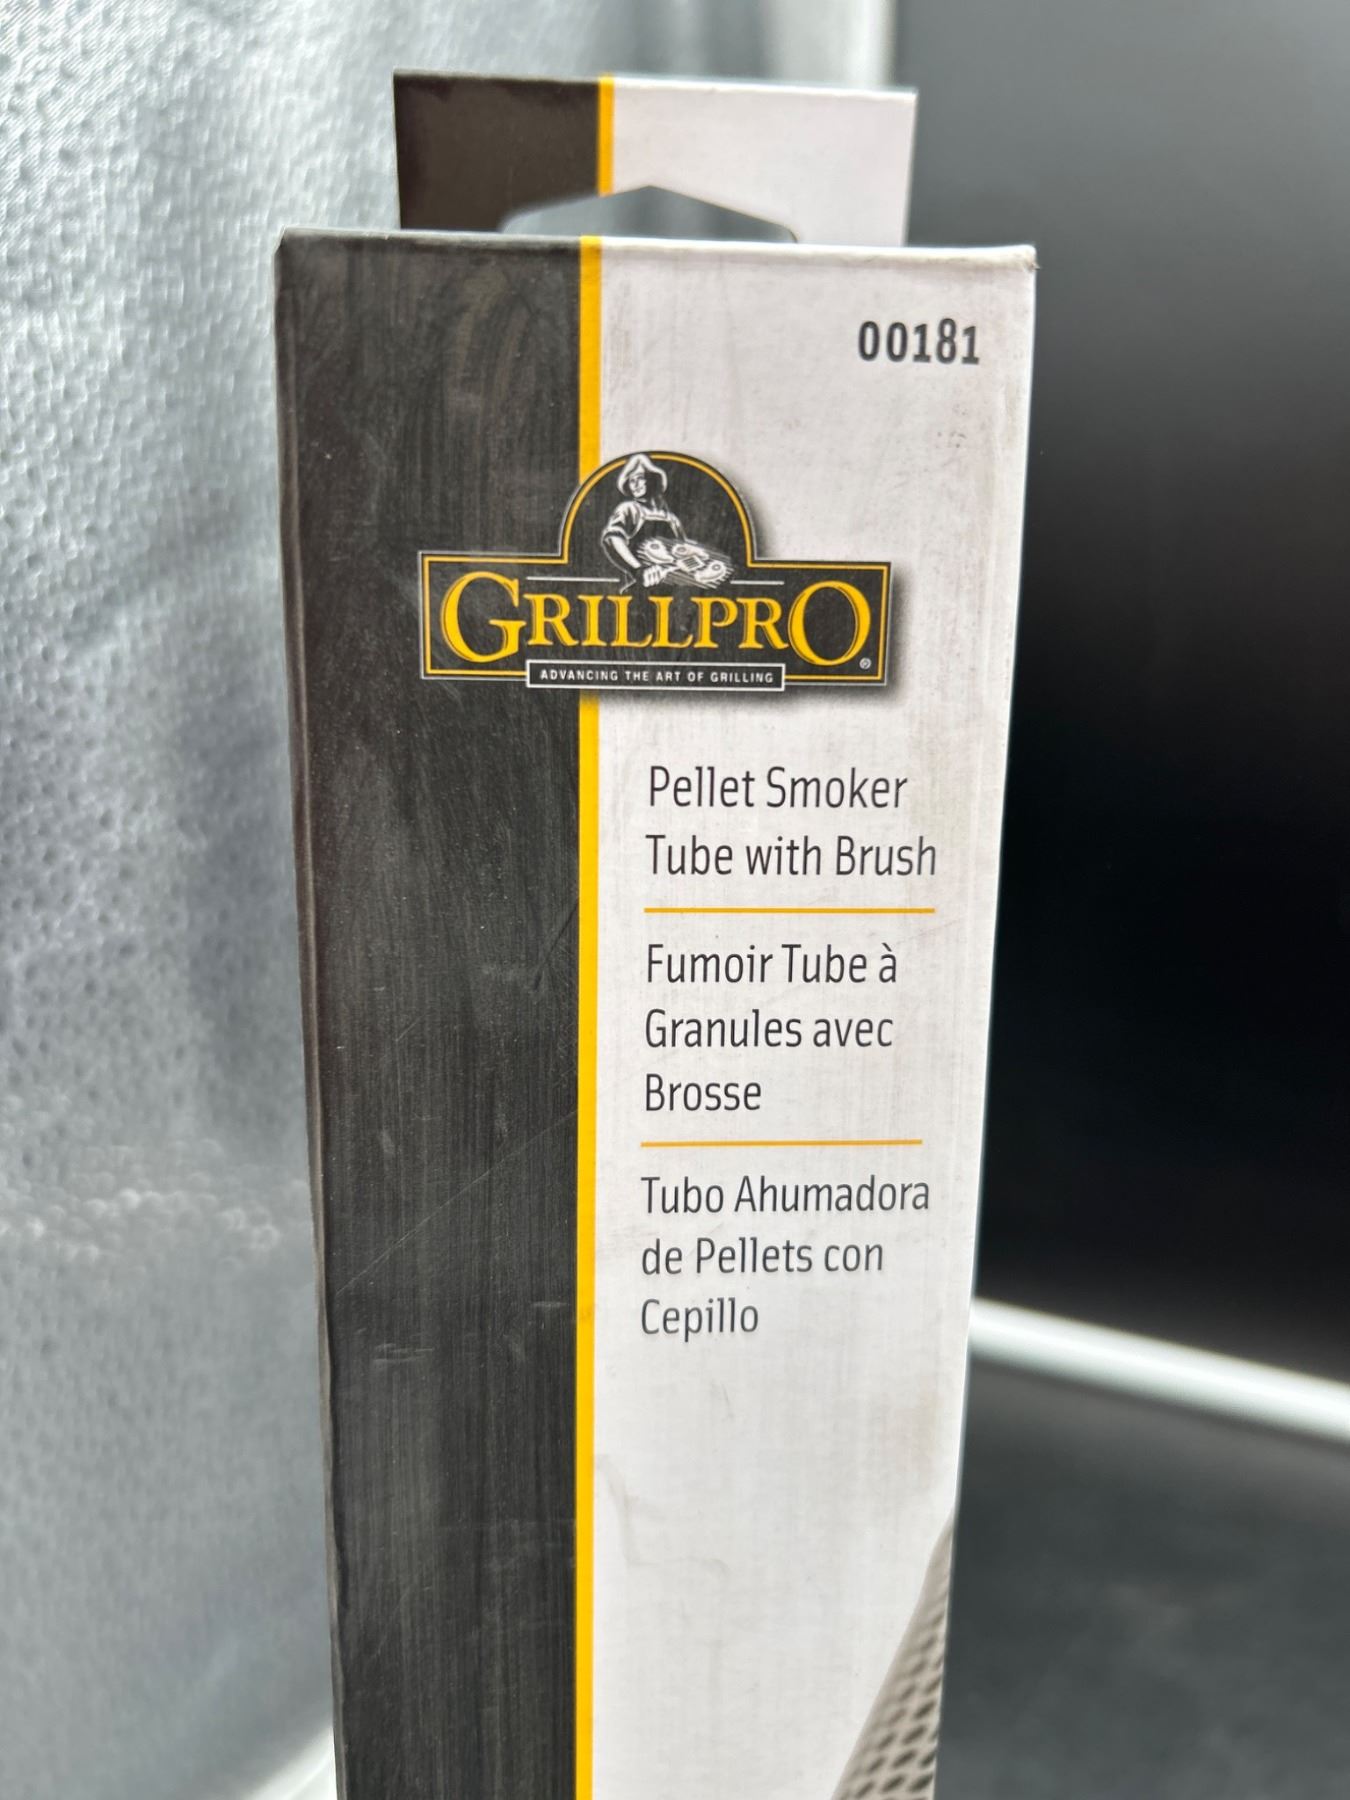 00181
GRILLPRO®
ADVANCING THE ART OF GRILLING
Pellet Smoker
Tube with Brush
Fumoir Tube à
Granules avec
Brosse
Tubo Ahumadora
de Pellets con
Cepillo